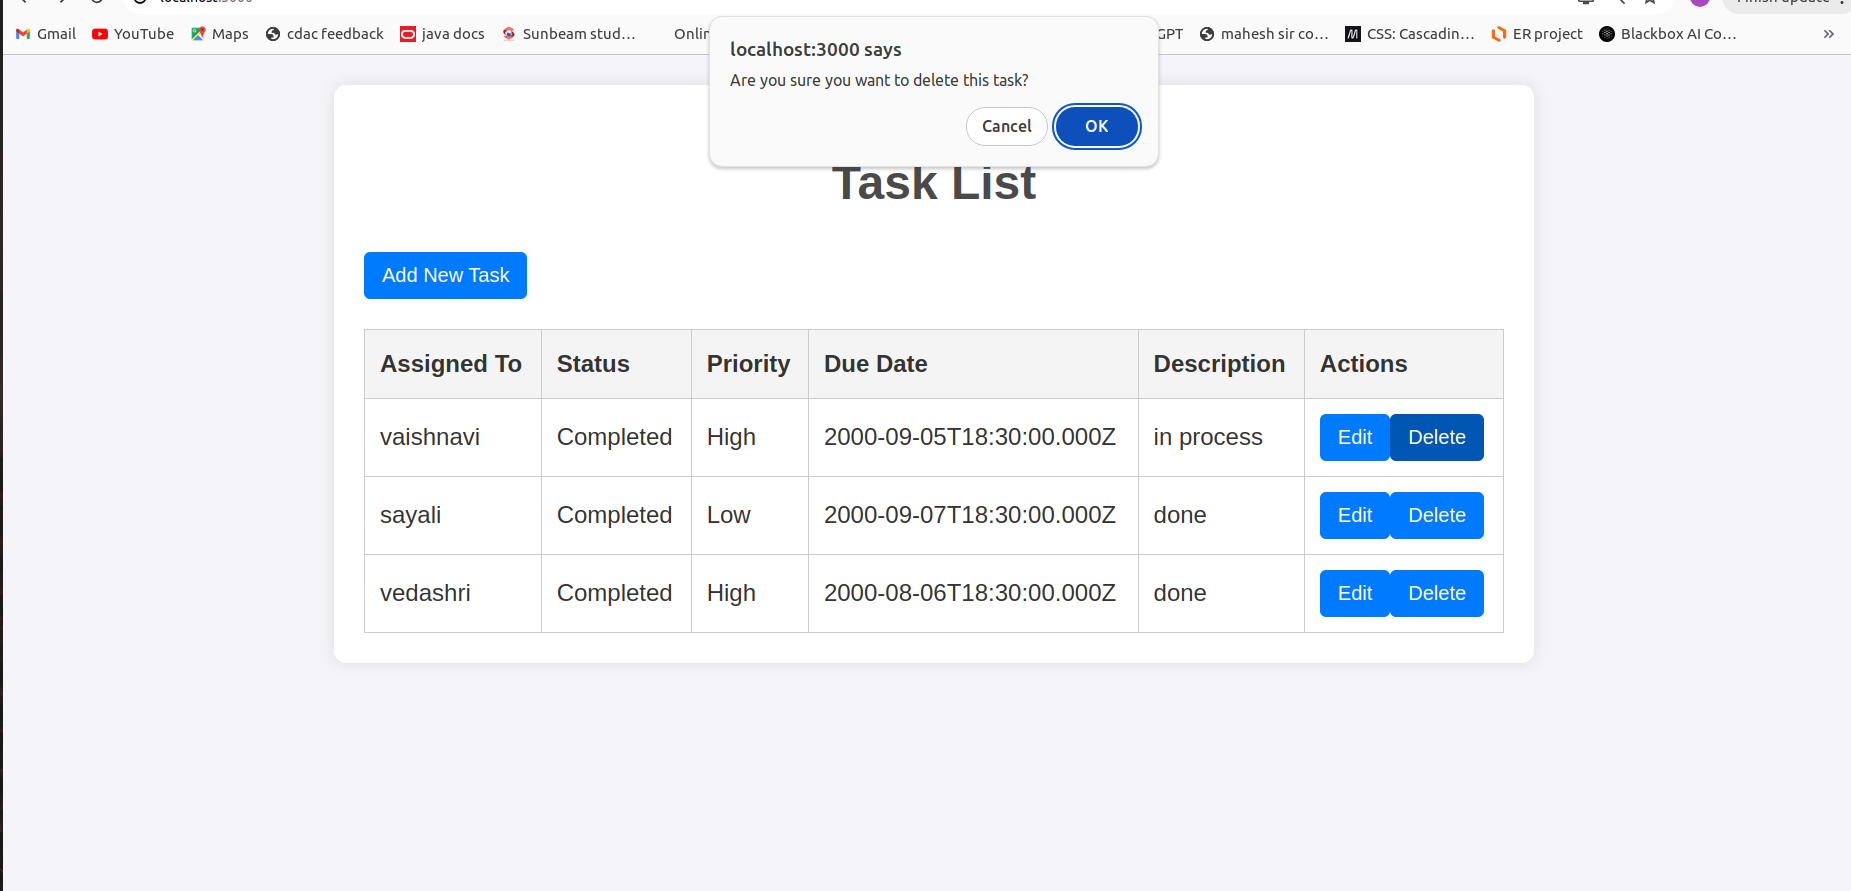 localhost:3000
Gmail YouTube Maps cdac feedback java docs Sunbeam stud... GPT mahesh sir co... CSS: Cascadin... ER project Blackbox AI Co... »
localhost:3000 says
Are you sure you want to delete this task?
Cancel OK
Task List
Add New Task
Assigned To Status Priority Due Date Description Actions
vaishnavi Completed High 2000-09-05T18:30:00.000Z in process Edit Delete
sayali Completed Low 2000-09-07T18:30:00.000Z done Edit Delete
vedashri Completed High 2000-08-06T18:30:00.000Z done Edit Delete